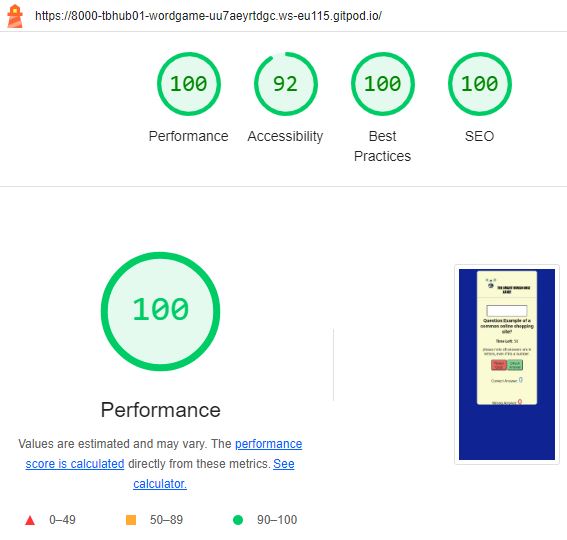 https://8000-tbhub01-wordgame-uu7aeyrtdgc.ws-eu115.gitpod.io/
100
92
100
100
Performance
Accessibility
Best
Practices
SEO
100
Performance
Values are estimated and may vary. The performance
score is calculated directly from these metrics. See
calculator.
0–49
50–89
90–100
Question:Example of a
common online shopping
site?
Time Left:
Correct Answer: 0
Wrong Answer: 0